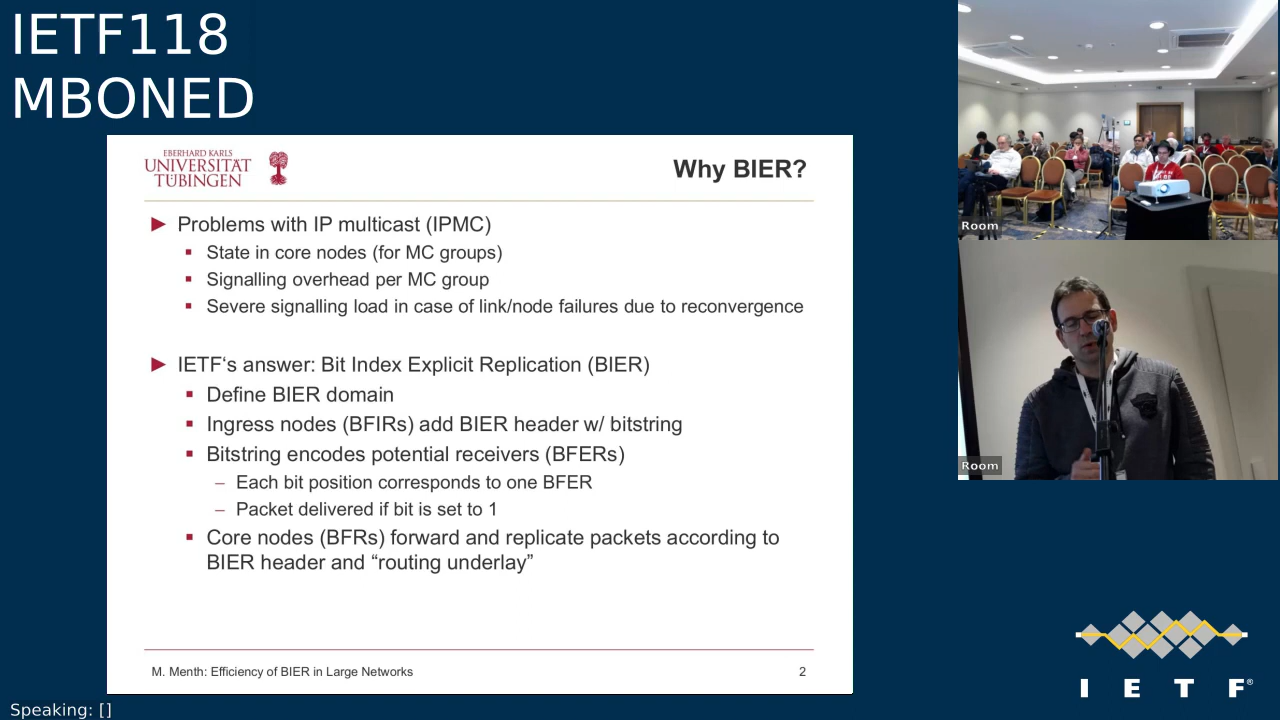 IETF118
MBONED
EBERHARD KARLS
UNIVERSITÄT
TÜBINGEN
Why BIER?
► Problems with IP multicast (IPMC)
▪ State in core nodes (for MC groups)
▪ Signalling overhead per MC group
▪ Severe signalling load in case of link/node failures due to reconvergence
► IETF‘s answer: Bit Index Explicit Replication (BIER)
▪ Define BIER domain
▪ Ingress nodes (BFIRs) add BIER header w/ bitstring
▪ Bitstring encodes potential receivers (BFERs)
– Each bit position corresponds to one BFER
– Packet delivered if bit is set to 1
▪ Core nodes (BFRs) forward and replicate packets according to
BIER header and “routing underlay”
M. Menth: Efficiency of BIER in Large Networks
2
Room
Room
I E T F®
Speaking: []